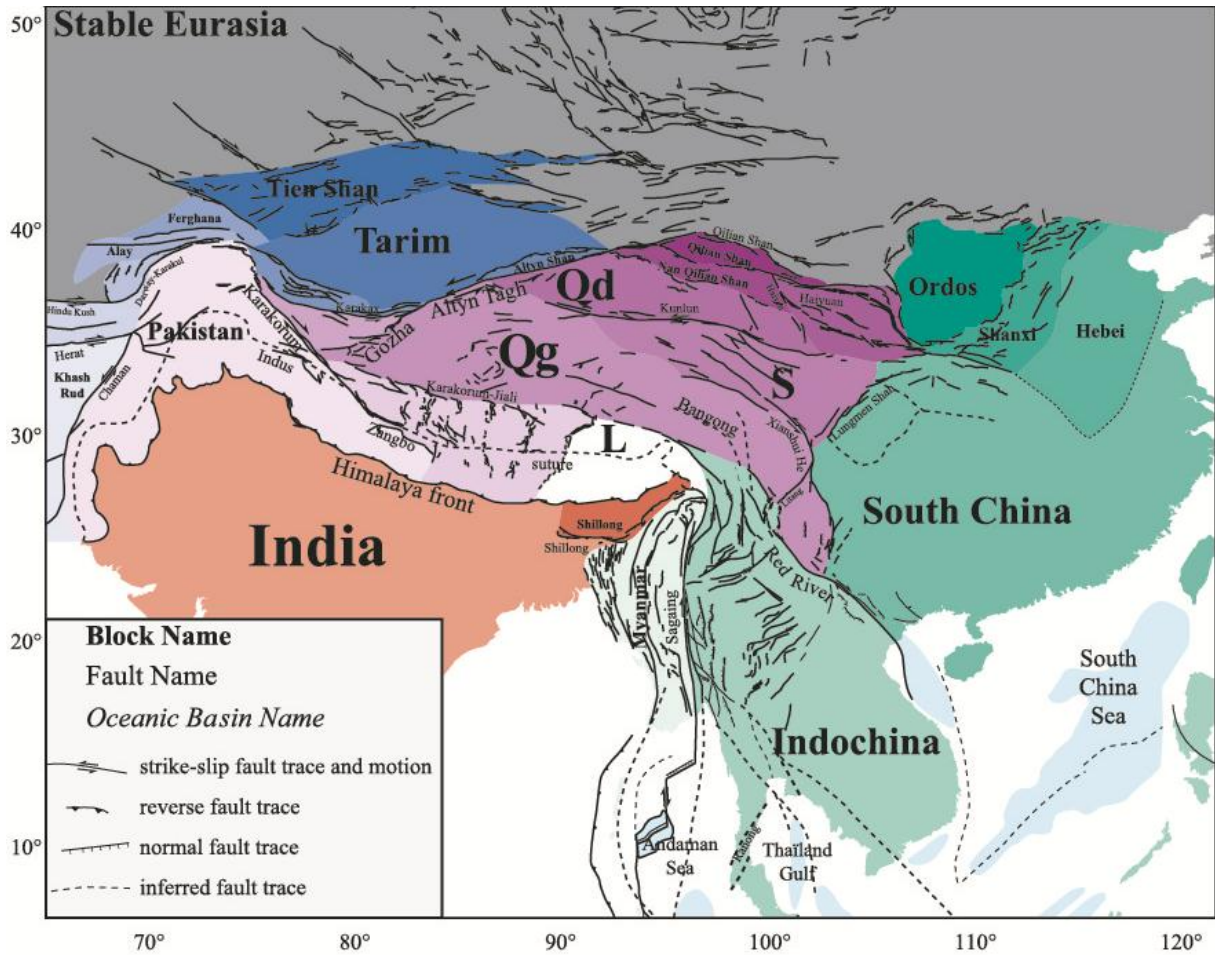 50°
Stable Eurasia
Tien Shan
Ferghana
40°
Alay
Tarim
Qilian Shan
Qilian Shan
Altyn Shan
Nan Qilian Shan
Darvaz-Karakul
Qd
Ordos
Haiyuan
Hindu Kush
Karakax
Altyn Tagh
Kunlun
Karakorum
Gozha
Pakistan
Shanxi
Hebei
Herat
Indus
Qg
Khash
Rud
Chaman
S
Karakorum-Jiali
Lungmen Shan
Bangong
30°
Zangbo
L
Xianshui He
suture
Himalaya front
Litang
South China
Shillong
India
Shillong
Red River
Myanmar
Sagaing
20°
Block Name
Fault Name
Oceanic Basin Name
strike-slip fault trace and motion
reverse fault trace
normal fault trace
inferred fault trace
South
China
Sea
Indochina
10°
Andaman
Sea
Ranong
Thailand
Gulf
70°
80°
90°
100°
110°
120°